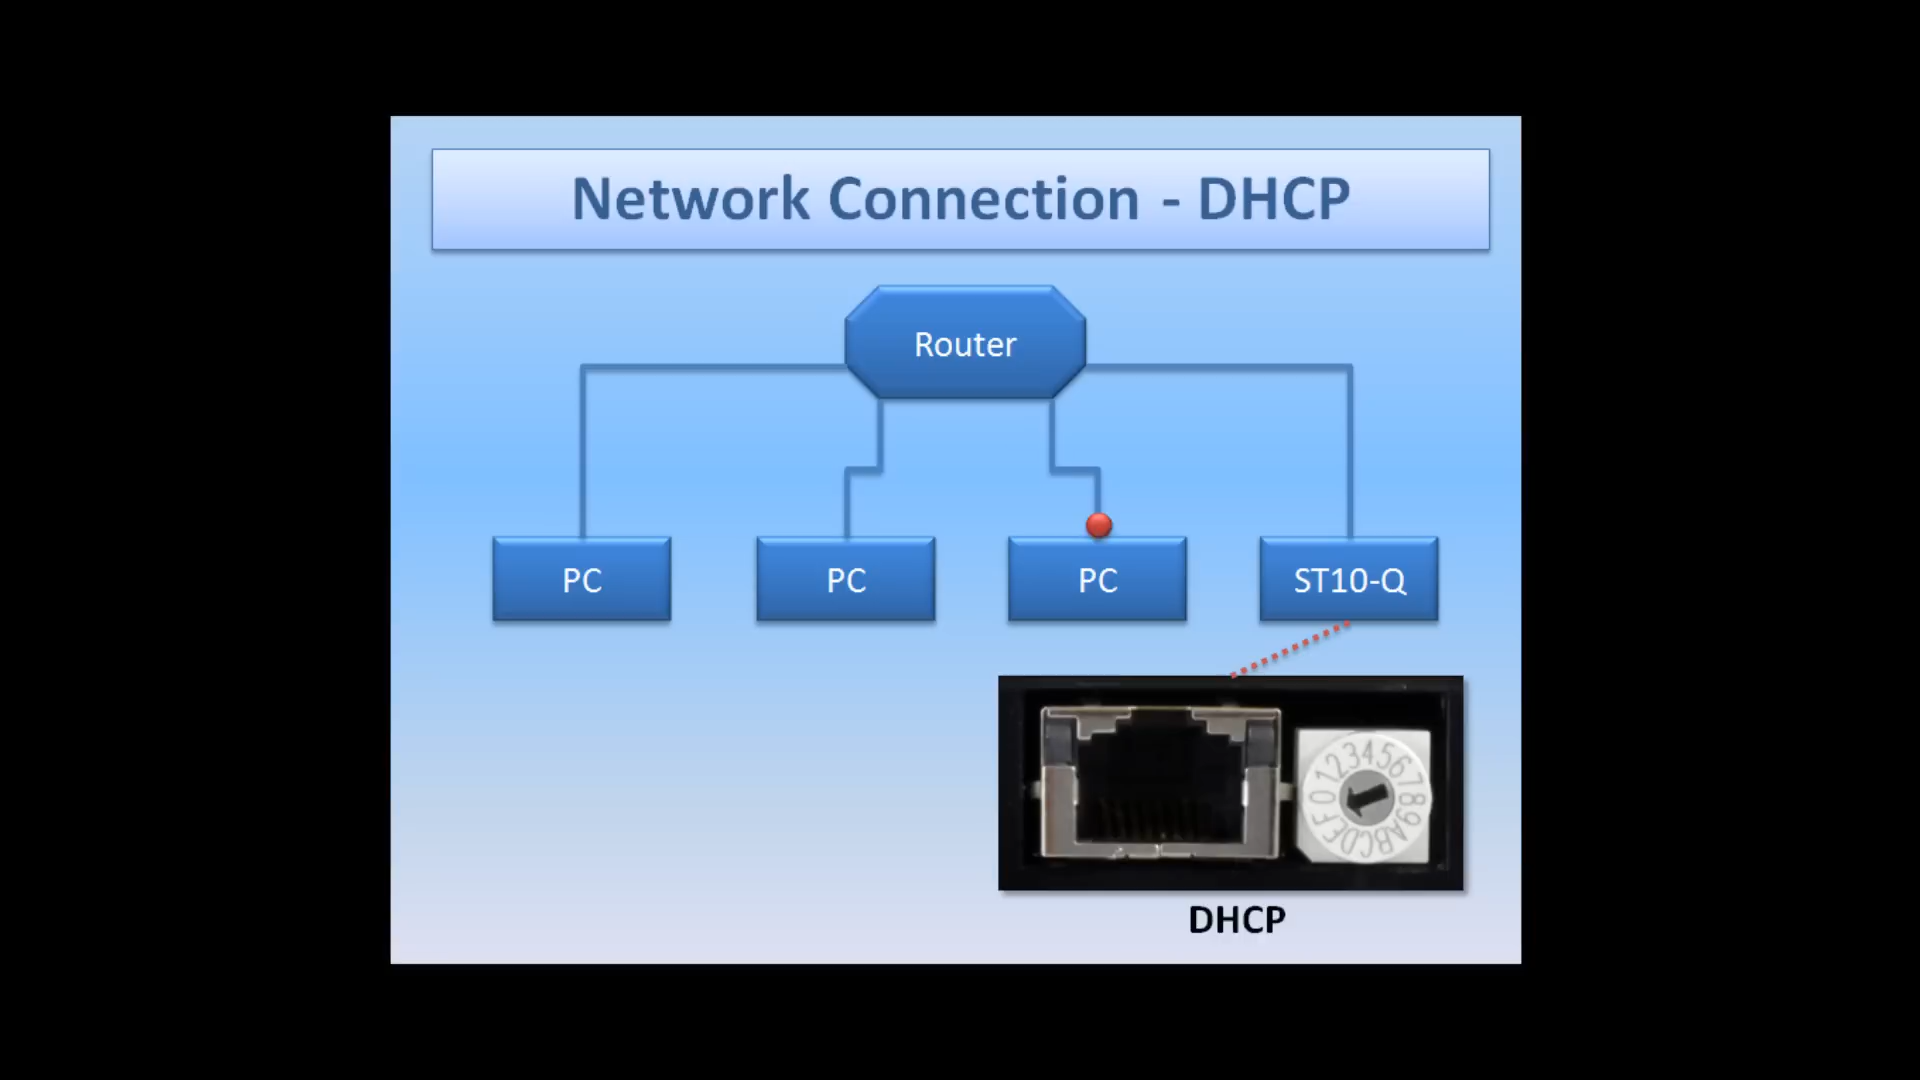 Network Connection - DHCP
Router
PC
PC
PC
ST10-Q
0123456789ABCDEF
DHCP